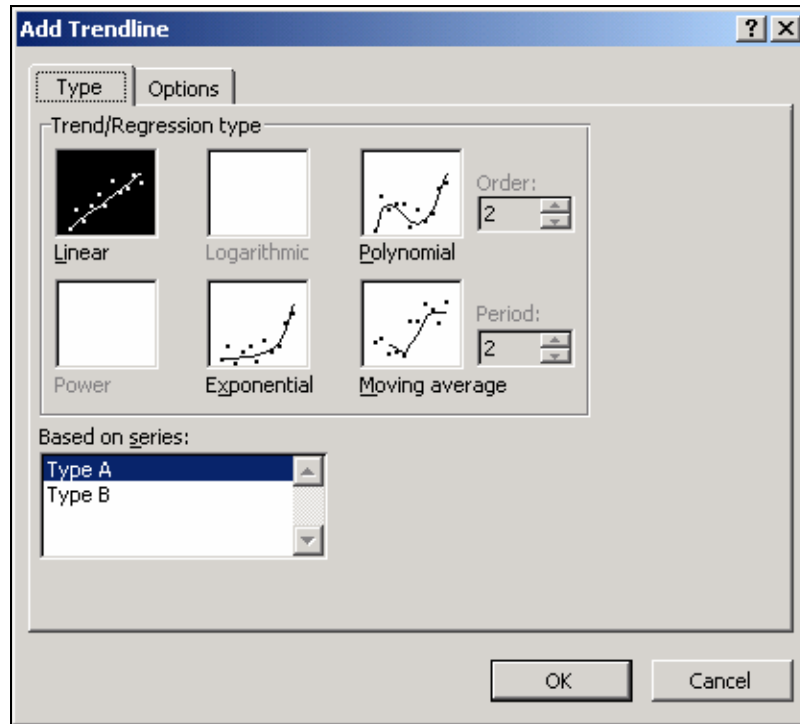 Add Trendline
Type Options
Trend/Regression type
Order:
2
Linear Logarithmic Polynomial
Period:
2
Power Exponential Moving average
Based on series:
Type A
Type B
OK Cancel